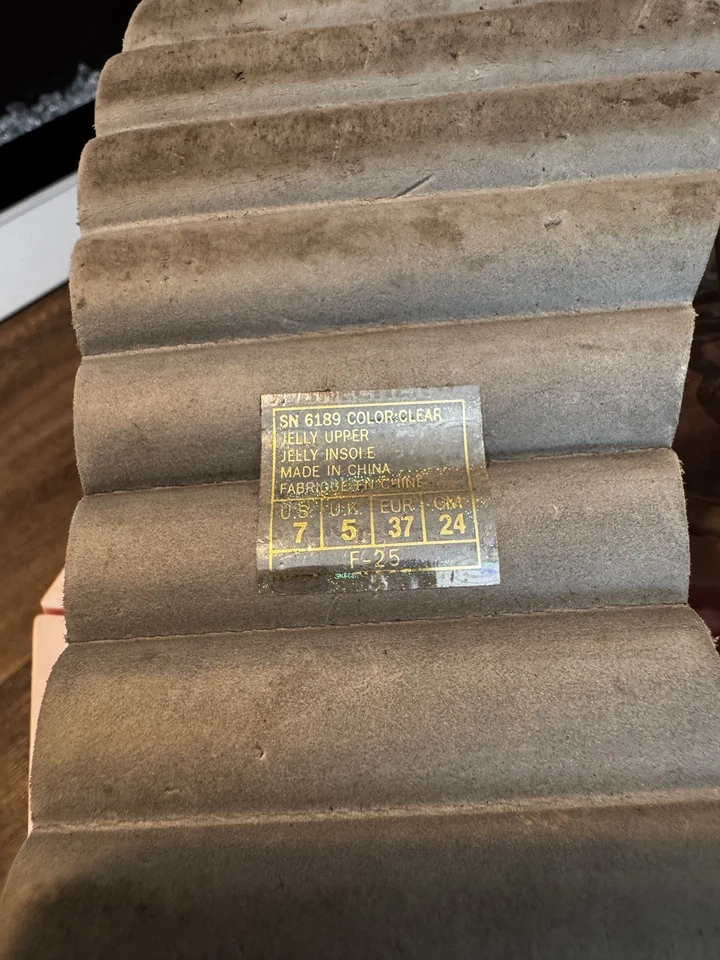 SN 6189 COLOR:CLEAR
JELLY UPPER
JELLY INSOLE
MADE IN CHINA
FABRIQUE EN CHINE
U.S. U.K. EUR CM
7 5 37 24
F-25